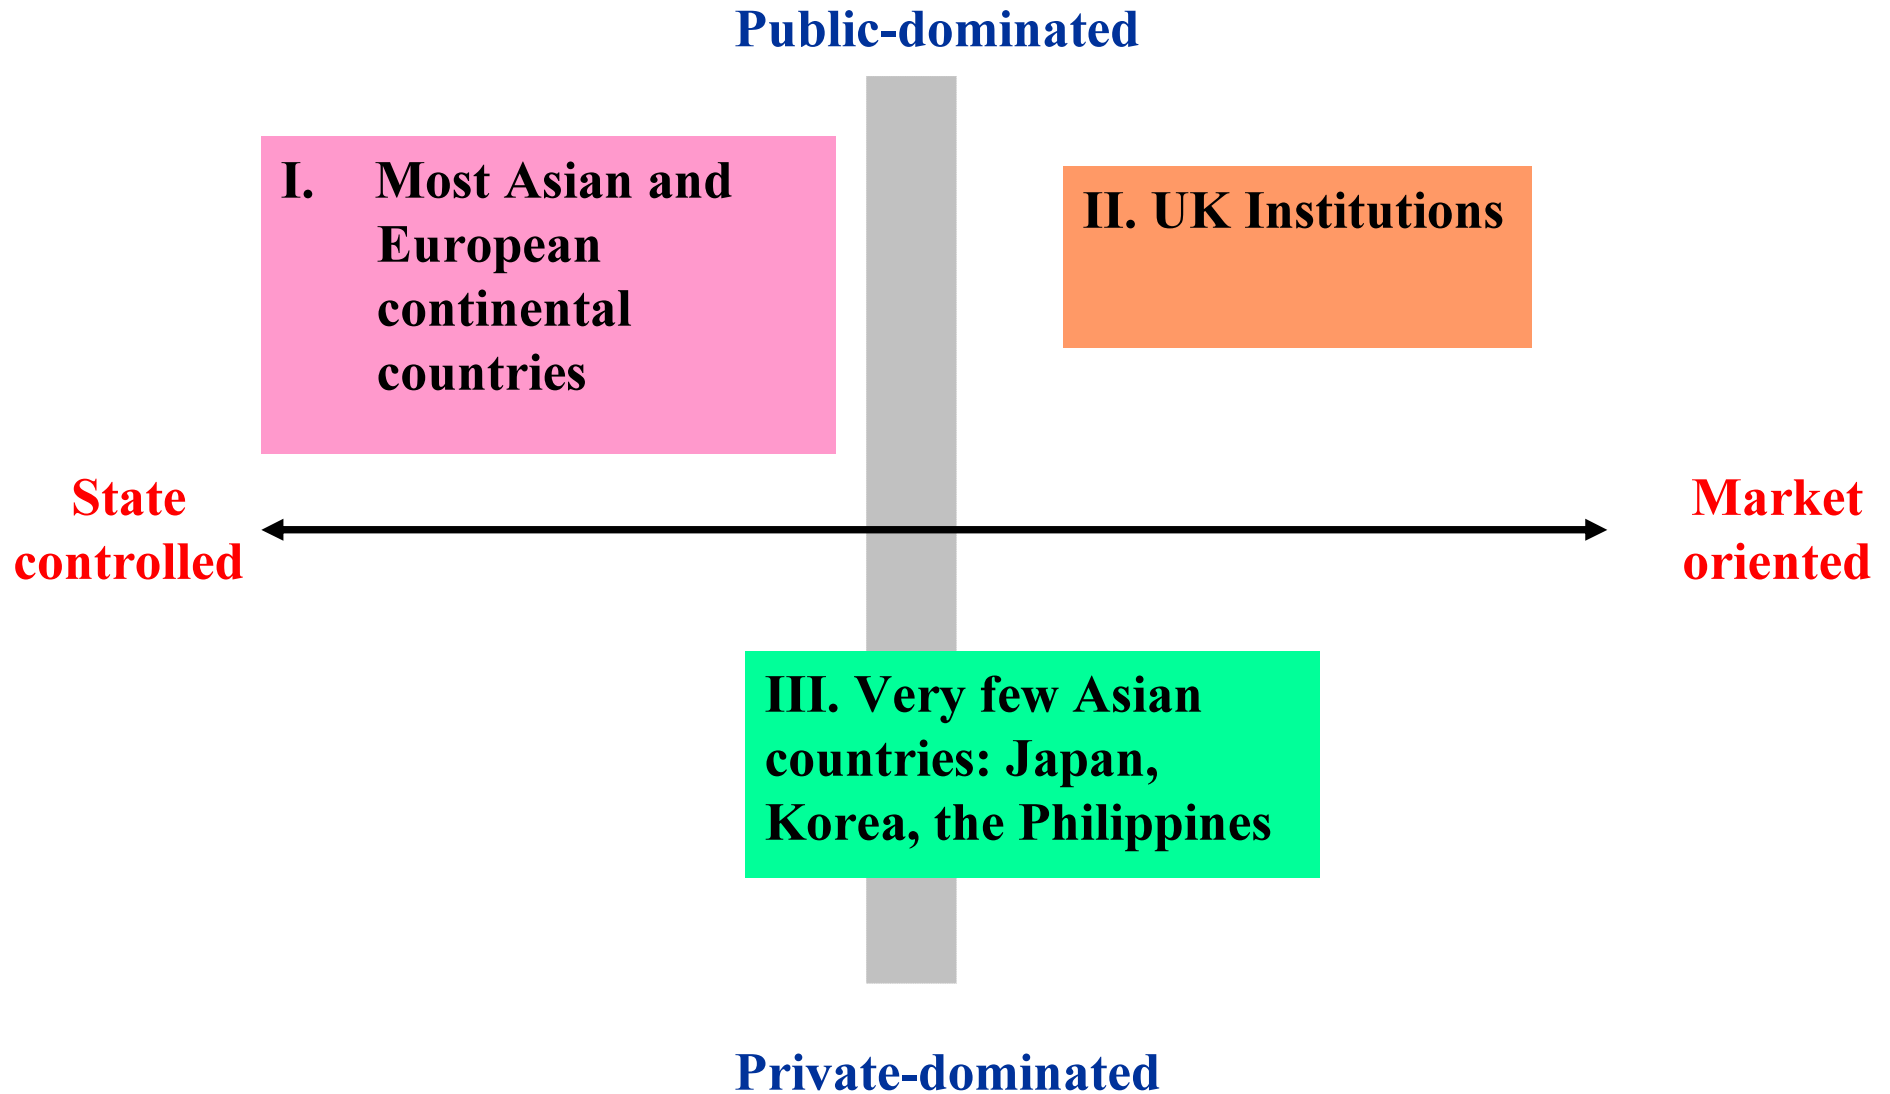 Public-dominated
I. Most Asian and
European
continental
countries
II. UK Institutions
State
controlled
Market
oriented
III. Very few Asian
countries: Japan,
Korea, the Philippines
Private-dominated